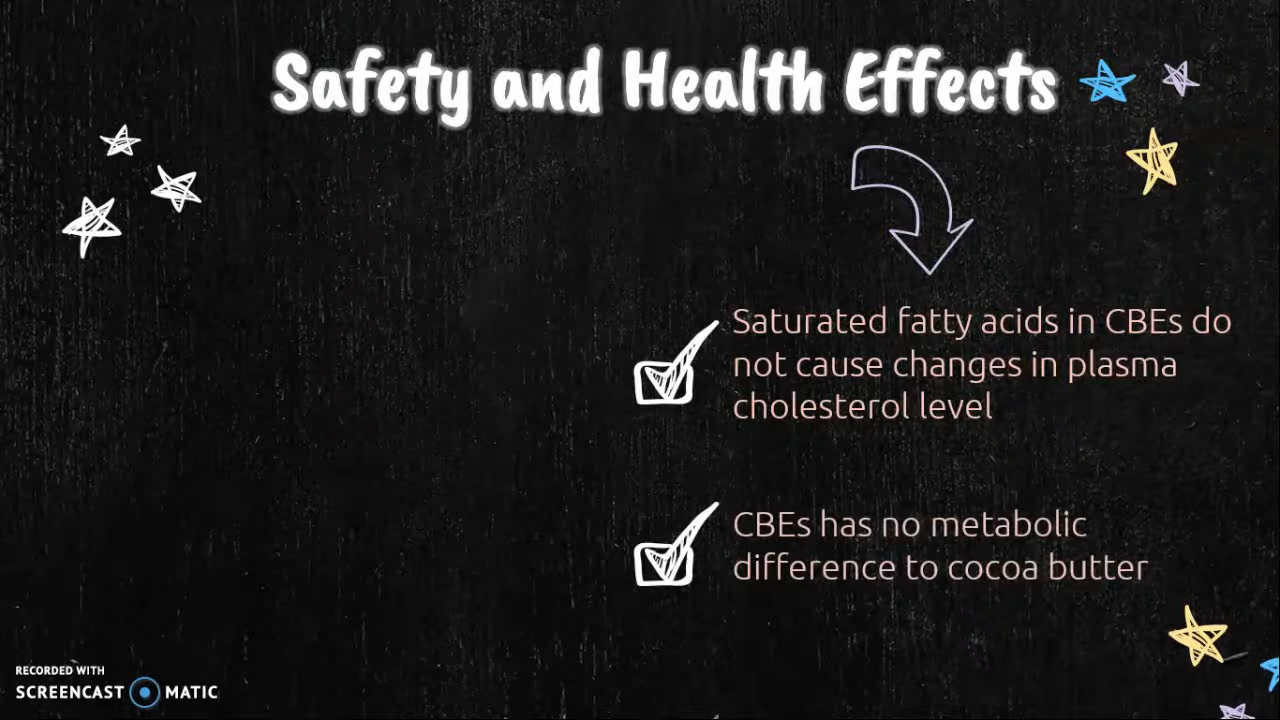 Safety and Health Effects
Saturated fatty acids in CBEs do
not cause changes in plasma
cholesterol level
CBEs has no metabolic
difference to cocoa butter
RECORDED WITH
SCREENCAST MATIC